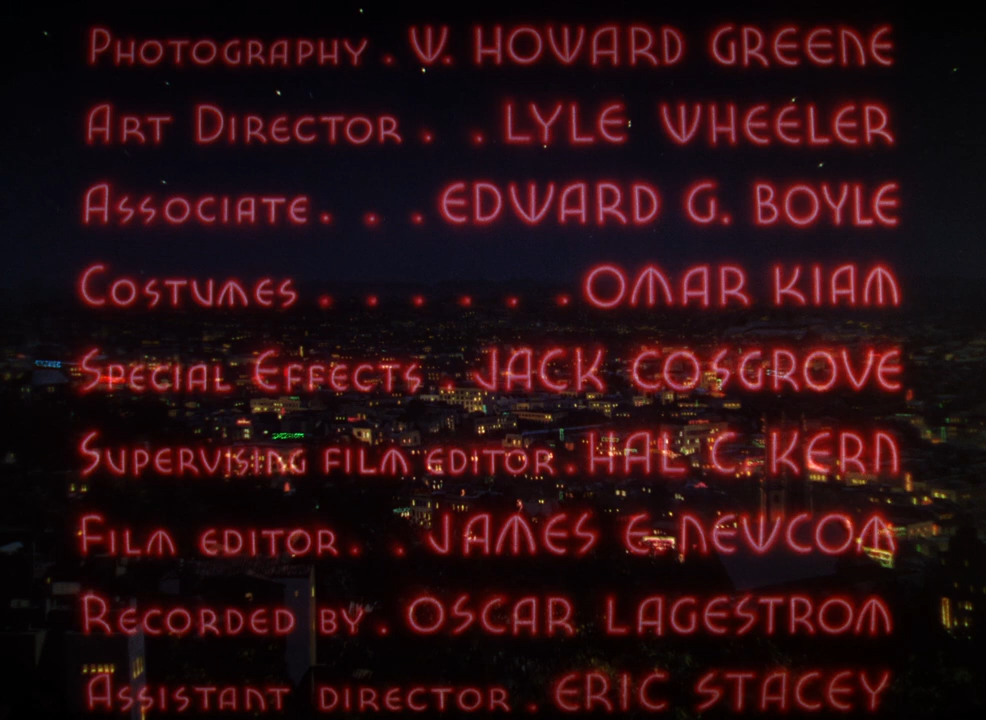 Photography . W. HOWARD GREENE
Art Director . . LYLE WHEELER
Associate . . . EDWARD G. BOYLE
Costumes . . . . . . OMAR KIAM
Special Effects . JACK COSGROVE
Supervising film editor . HAL C. KERN
Film editor . . JAMES E. NEWCOM
Recorded by . OSCAR LAGESTROM
Assistant director . ERIC STACEY